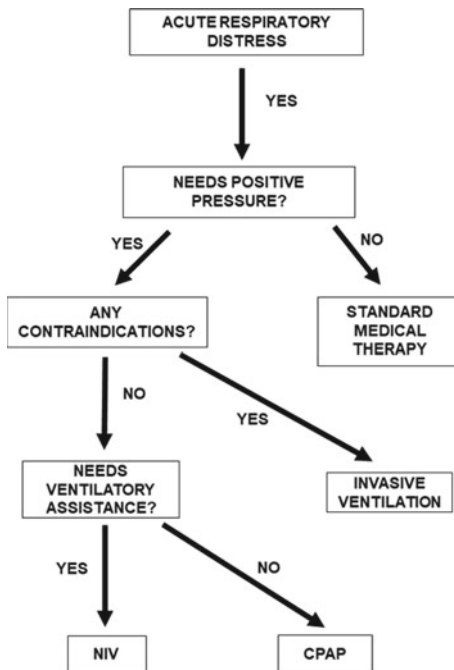 ACUTE RESPIRATORY
DISTRESS
YES
NEEDS POSITIVE
PRESSURE?
YES
NO
ANY
CONTRAINDICATIONS?
STANDARD
MEDICAL
THERAPY
NO
YES
NEEDS
VENTILATORY
ASSISTANCE?
INVASIVE
VENTILATION
YES
NO
NIV
CPAP